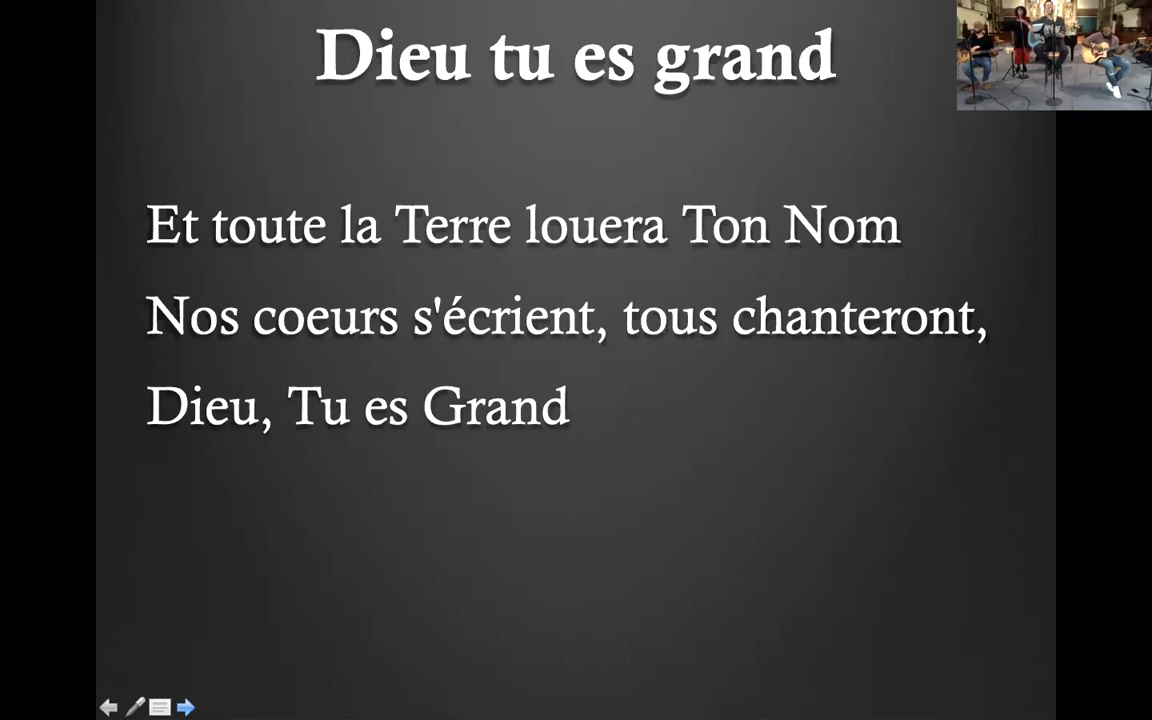 Dieu tu es grand
Et toute la Terre louera Ton Nom
Nos coeurs s'écrient, tous chanteront,
Dieu, Tu es Grand